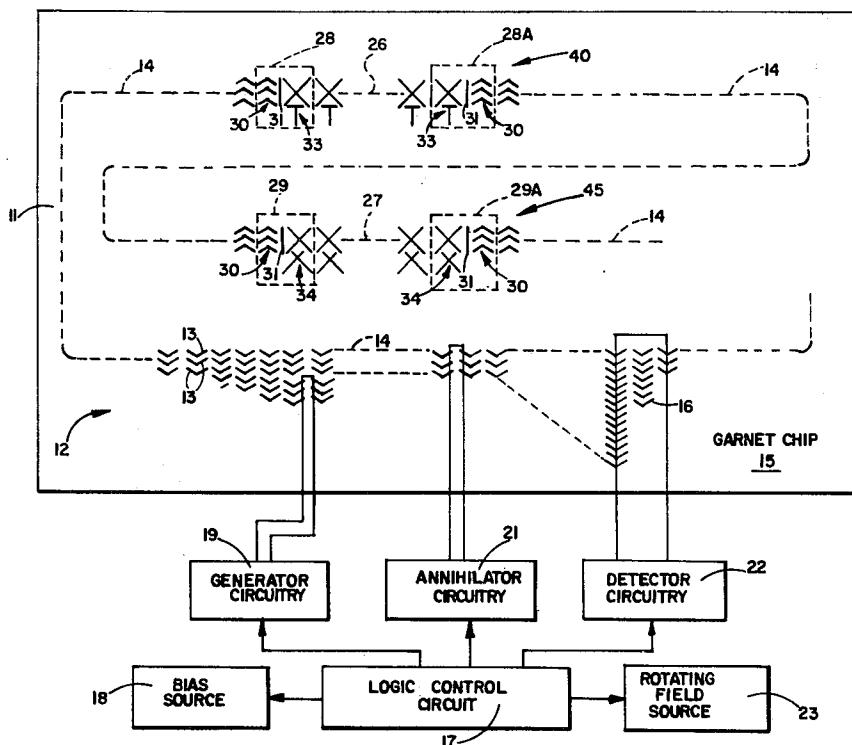 28
28A
14
26
40
14
30
31
33
33
31
30
11
29
29A
27
45
14
30
31
34
34
31
30
13
14
13
16
12
GARNET CHIP
15
19
21
22
GENERATOR
CIRCUITRY
ANNIHILATOR
CIRCUITRY
DETECTOR
CIRCUITRY
18
BIAS
SOURCE
LOGIC CONTROL
CIRCUIT
17
ROTATING
FIELD
SOURCE
23